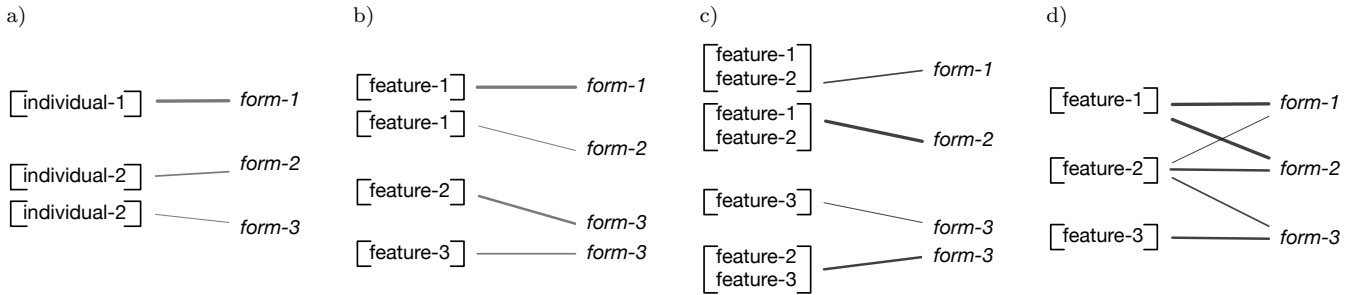 a)
[individual-1] form-1
[individual-2] form-2
[individual-2] form-3
b)
[feature-1] form-1
[feature-1] form-2
[feature-2] form-3
[feature-3] form-3
c)
[feature-1
feature-2] form-1
[feature-1
feature-2] form-2
[feature-3] form-3
[feature-2
feature-3] form-3
d)
[feature-1] form-1
[feature-2] form-2
[feature-3] form-3